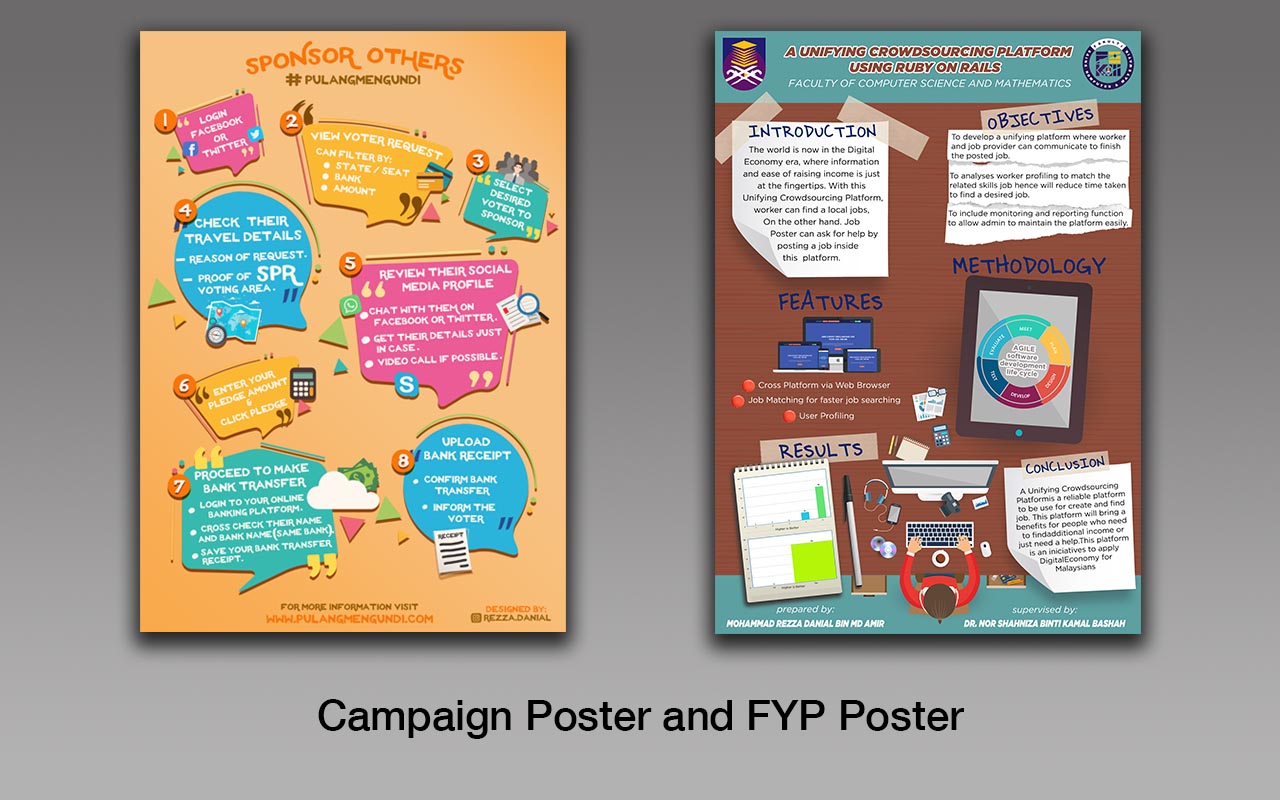 SPONSOR OTHERS
#PULANGMENGUNDI
1
LOGIN
FACEBOOK
OR
TWITTER
2
VIEW VOTER REQUEST
CAN FILTER BY:
STATE / SEAT
BANK
AMOUNT
3
SELECT
DESIRED
VOTER TO
SPONSOR
4
CHECK THEIR
TRAVEL DETAILS
– REASON OF REQUEST.
– PROOF OF SPR
VOTING AREA.
5
REVIEW THEIR SOCIAL
MEDIA PROFILE
CHAT WITH THEM ON
FACEBOOK OR TWITTER.
GET THEIR DETAILS JUST
IN CASE.
VIDEO CALL IF POSSIBLE.
6
ENTER YOUR
PLEDGE AMOUNT
&
CLICK PLEDGE
7
PROCEED TO MAKE
BANK TRANSFER
LOGIN TO YOUR ONLINE
BANKING PLATFORM.
CROSS CHECK THEIR NAME
AND BANK NAME(SAME BANK).
SAVE YOUR BANK TRANSFER
RECEIPT.
8
UPLOAD
BANK RECEIPT
CONFIRM BANK
TRANSFER
INFORM THE
VOTER
RECEIPT
FOR MORE INFORMATION VISIT
WWW.PULANGMENGUNDI.COM
DESIGNED BY:
REZZA.DANIAL
A UNIFYING CROWDSOURCING PLATFORM
USING RUBY ON RAILS
FACULTY OF COMPUTER SCIENCE AND MATHEMATICS
INTRODUCTION
The world is now in the Digital
Economy era, where information
and ease of raising income is just
at the fingertips. With this
Unifying Crowdsourcing Platform,
worker can find a local jobs,
On the other hand. Job
Poster can ask for help by
posting a job inside
this platform.
OBJECTIVES
To develop a unifying platform where worker
and job provider can communicate to finish
the posted job.
To analyses worker profiling to match the
related skills job hence will reduce time taken
to find a desired job.
To include monitoring and reporting function
to allow admin to maintain the platform easily.
FEATURES
Cross Platform via Web Browser
Job Matching for faster job searching
User Profiling
METHODOLOGY
MEET
PLAN
DESIGN
DEVELOP
TEST
EVALUATE
AGILE
software
development
life cycle
RESULTS
Higher is Better
Higher is Better
CONCLUSION
A Unifying Crowdsourcing
Platformis a reliable platform
to be use for create and find
job. This platform will bring a
benefits for people who need
to findadditional income or
just need a help.This platform
is an iniciatives to apply
DigitalEconomy for
Malaysians
prepared by:
MOHAMMAD REZZA DANIAL BIN MD AMIR
supervised by:
DR. NOR SHAHNIZA BINTI KAMAL BASHAH
Campaign Poster and FYP Poster